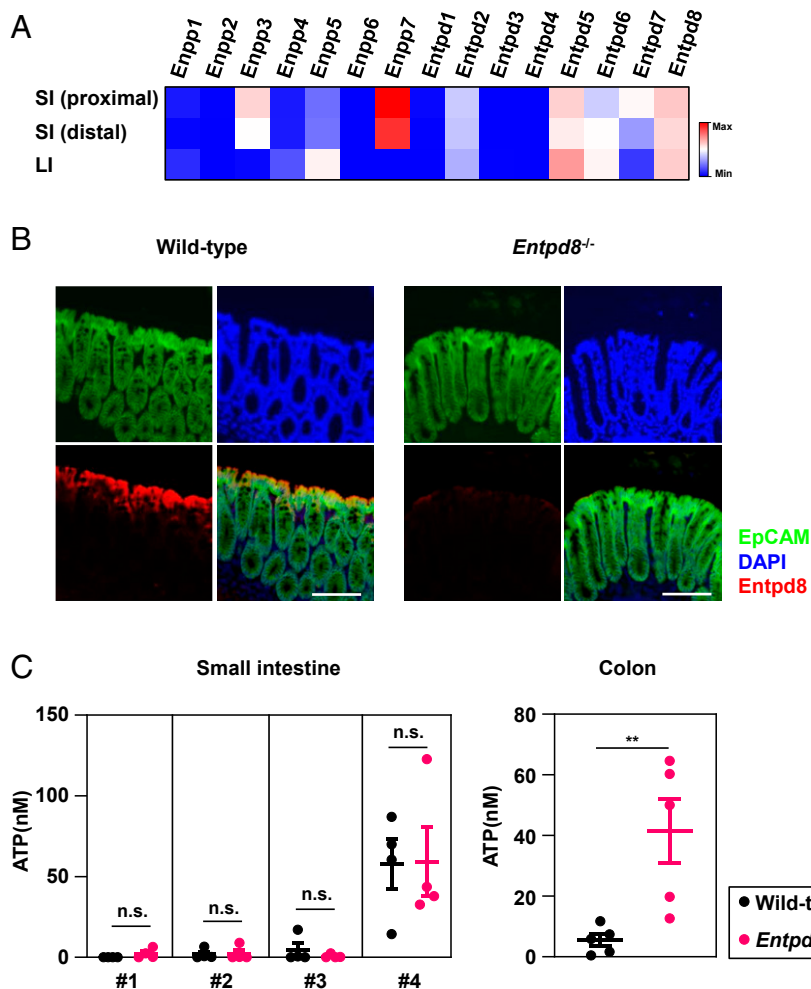 A
Enpp1 Enpp2 Enpp3 Enpp4 Enpp5 Enpp6 Enpp7 Entpd1 Entpd2 Entpd3 Entpd4 Entpd5 Entpd6 Entpd7 Entpd8
SI (proximal)
SI (distal)
LI
Max
Min
B
Wild-type Entpd8-/-
EpCAM
DAPI
Entpd8
C
Small intestine Colon
ATP(nM)
150
100
50
0
n.s. n.s. n.s. n.s.
#1 #2 #3 #4
ATP(nM)
80
60
40
20
0
**
Wild-t
Entpd